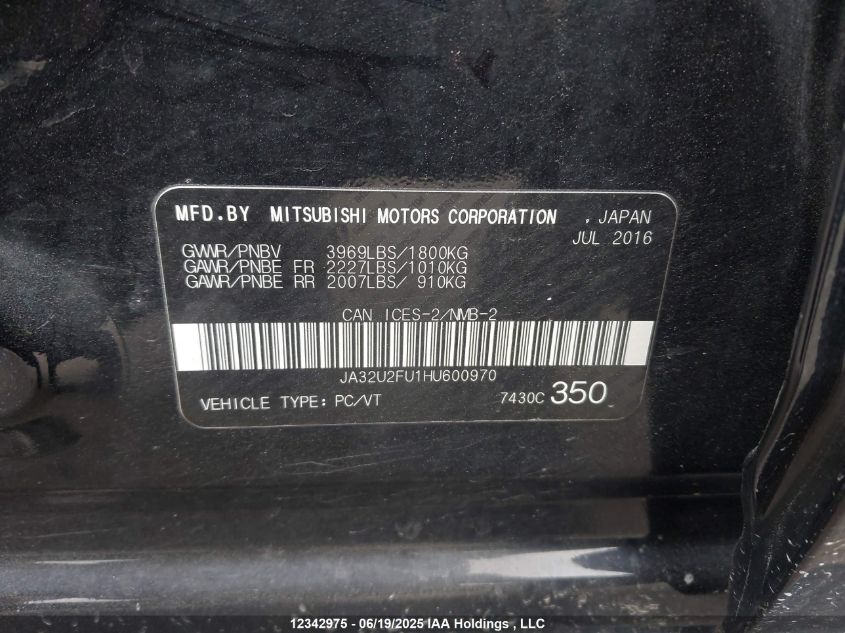 MFD.BY MITSUBISHI MOTORS CORPORATION , JAPAN
JUL 2016
GVWR/PNBV 3969LBS/1800KG
GAWR/PNBE FR 2227LBS/1010KG
GAWR/PNBE RR 2007LBS/ 910KG
CAN ICES-2/NMB-2
JA32U2FU1HU600970
VEHICLE TYPE: PC/VT 7430C 350
12342975 - 06/19/2025 IAA Holdings , LLC